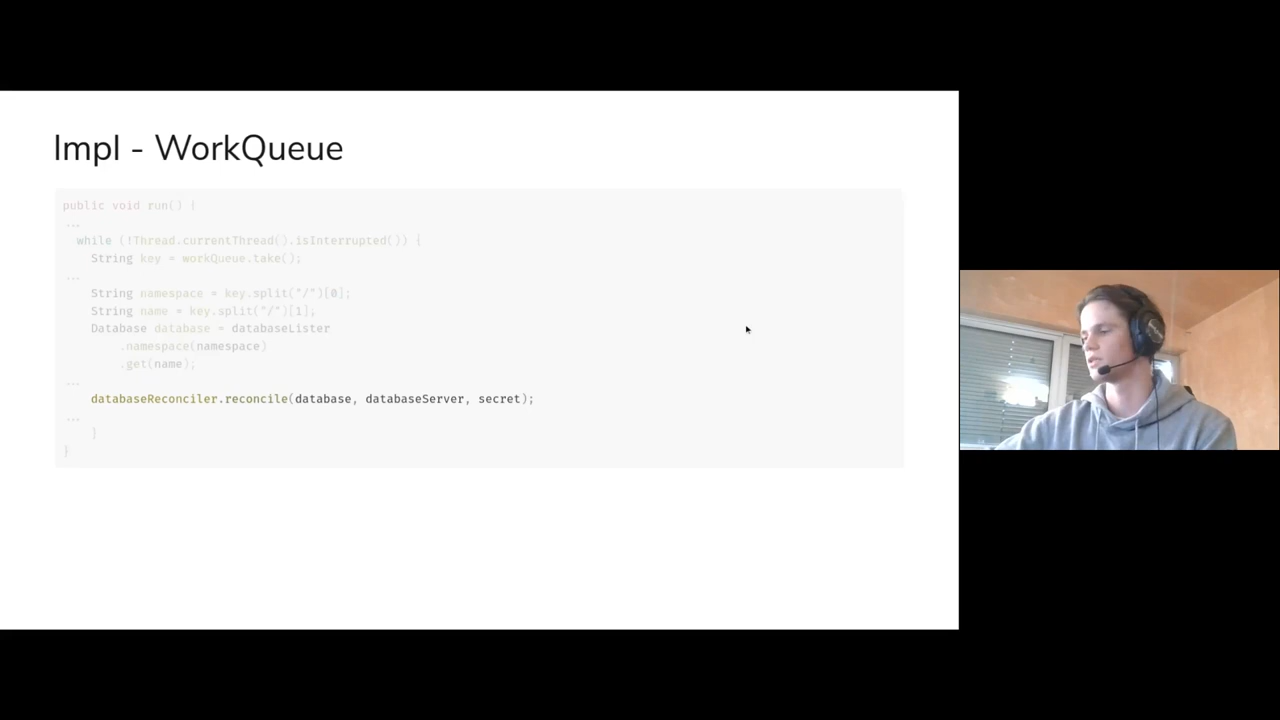 Impl - WorkQueue
public void run() {
...
while (!Thread.currentThread().isInterrupted()) {
String key = workQueue.take();
...
String namespace = key.split("/")[0];
String name = key.split("/")[1];
Database database = databaseLister
.namespace(namespace)
.get(name);
...
databaseReconciler.reconcile(database, databaseServer, secret);
...
}
}